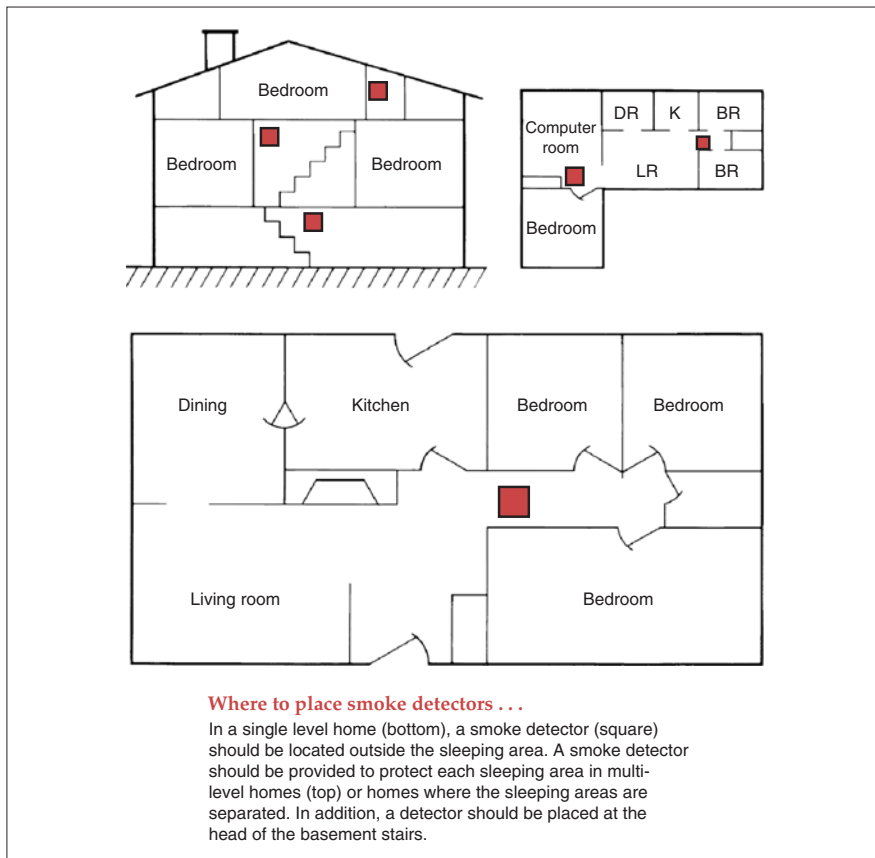 Bedroom
Bedroom
Bedroom
DR
K
BR
Computer
room
LR
BR
Bedroom
Dining
Kitchen
Bedroom
Bedroom
Living room
Bedroom
Where to place smoke detectors . . .
In a single level home (bottom), a smoke detector (square)
should be located outside the sleeping area. A smoke detector
should be provided to protect each sleeping area in multi-
level homes (top) or homes where the sleeping areas are
separated. In addition, a detector should be placed at the
head of the basement stairs.